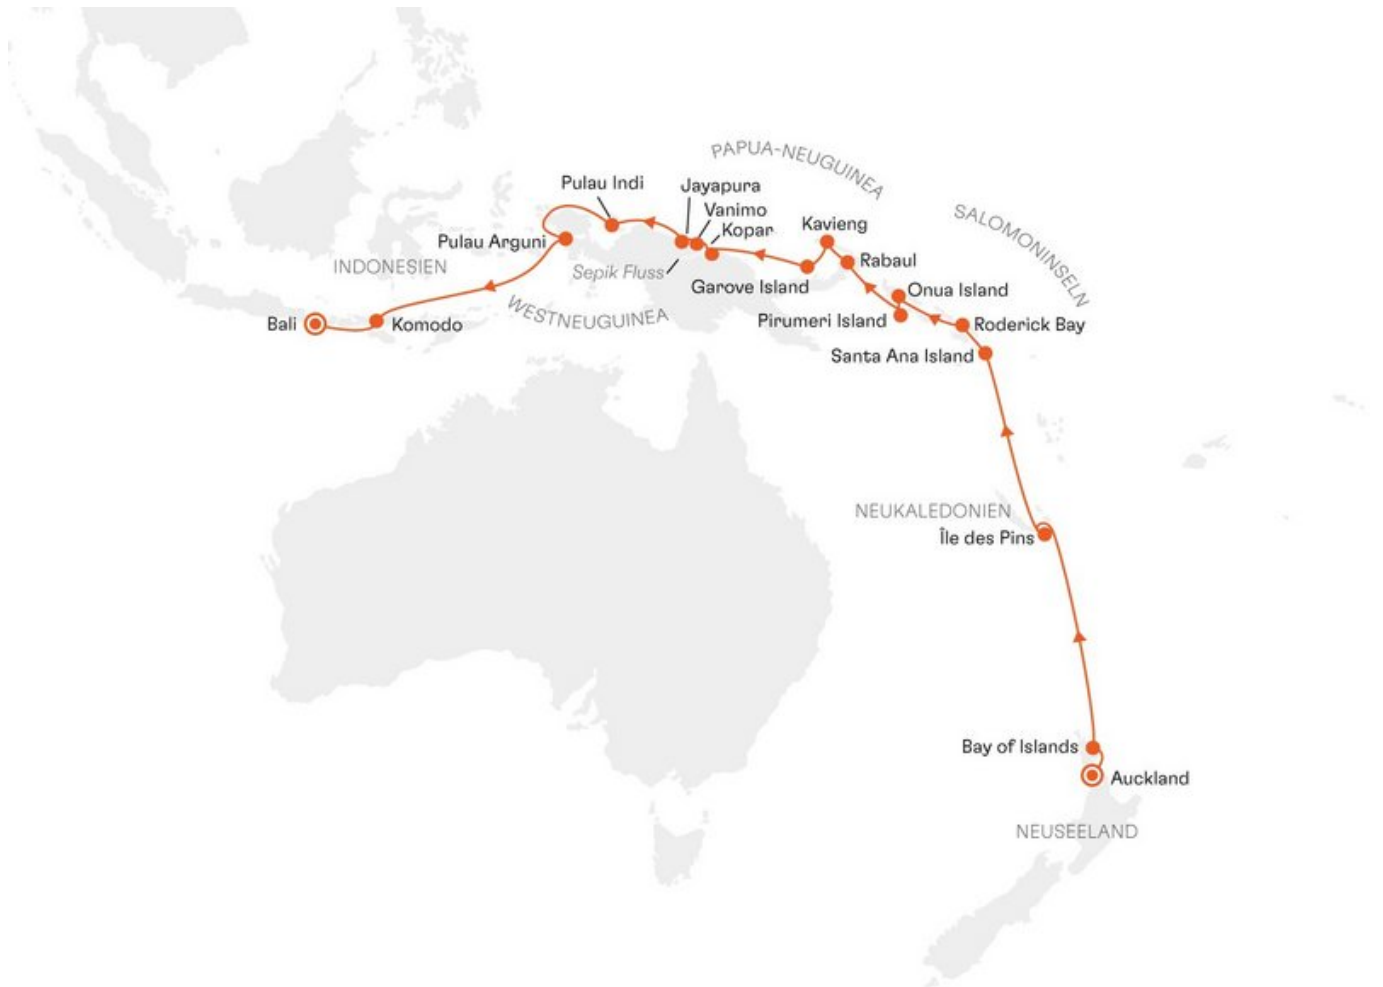 PAPUA-NEUGUINEA
Pulau Indi
Jayapura
Vanimo
Kopar
Kavieng
SALOMONINSELN
Pulau Arguni
INDONESIEN
Sepik Fluss
Rabaul
Garove Island
Onua Island
WESTNEUGUINEA
Bali
Komodo
Pirumeri Island
Roderick Bay
Santa Ana Island
NEUKALEDONIEN
Île des Pins
Bay of Islands
Auckland
NEUSEELAND